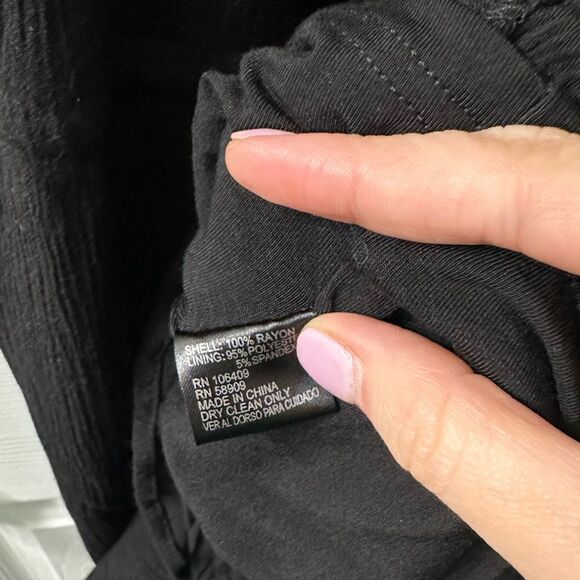 SHELL: 100% RAYON
LINING: 95% POLYESTE
5% SPANDEX
RN 106409
RN 58909
MADE IN CHINA
DRY CLEAN ONLY
VER AL DORSO PARA CUIDADO